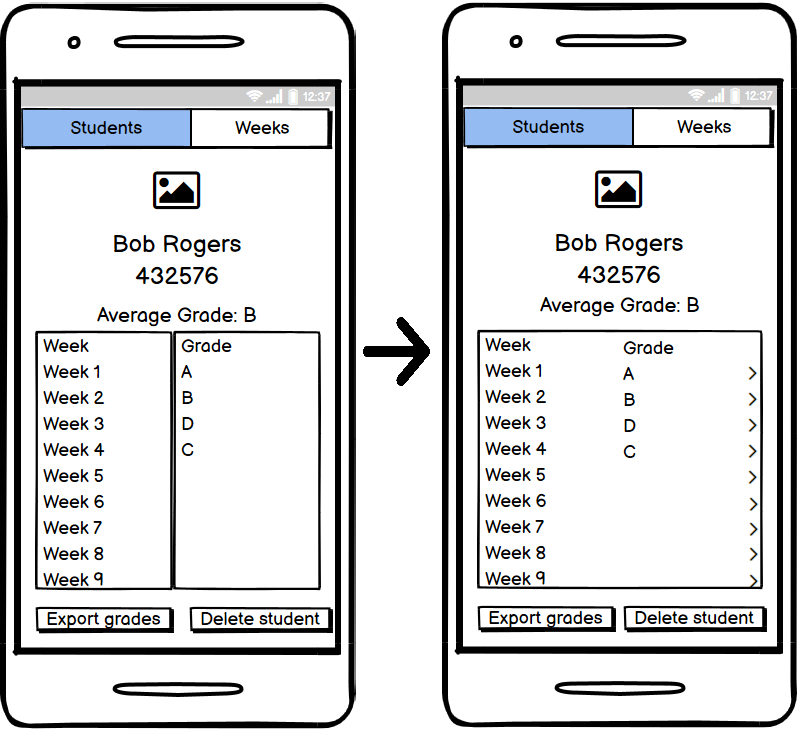 12:37
Students Weeks
Bob Rogers
432576
Average Grade: B
Week Grade
Week 1 A
Week 2 B
Week 3 D
Week 4 C
Week 5
Week 6
Week 7
Week 8
Week 9
Export grades Delete student
12:37
Students Weeks
Bob Rogers
432576
Average Grade: B
Week Grade
Week 1 A
Week 2 B
Week 3 D
Week 4 C
Week 5
Week 6
Week 7
Week 8
Week 9
Export grades Delete student